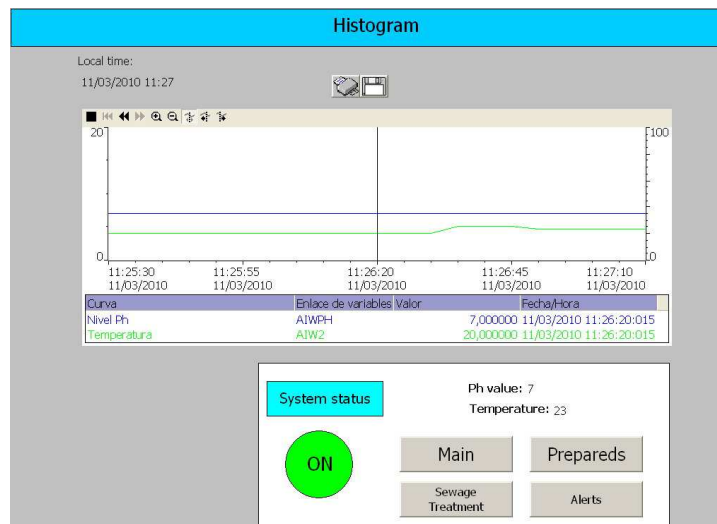 Histogram
Local time:
11/03/2010 11:27
20 100
0 0
11:25:30 11:25:55 11:26:20 11:26:45 11:27:10
11/03/2010 11/03/2010 11/03/2010 11/03/2010 11/03/2010
Curva Enlace de variables Valor Fecha/Hora
Nivel Ph AIWPH 7,000000 11/03/2010 11:26:20:015
Temperatura AIW2 20,000000 11/03/2010 11:26:20:015
System status
Ph value: 7
Temperature: 23
ON
Main
Prepareds
Sewage
Treatment
Alerts